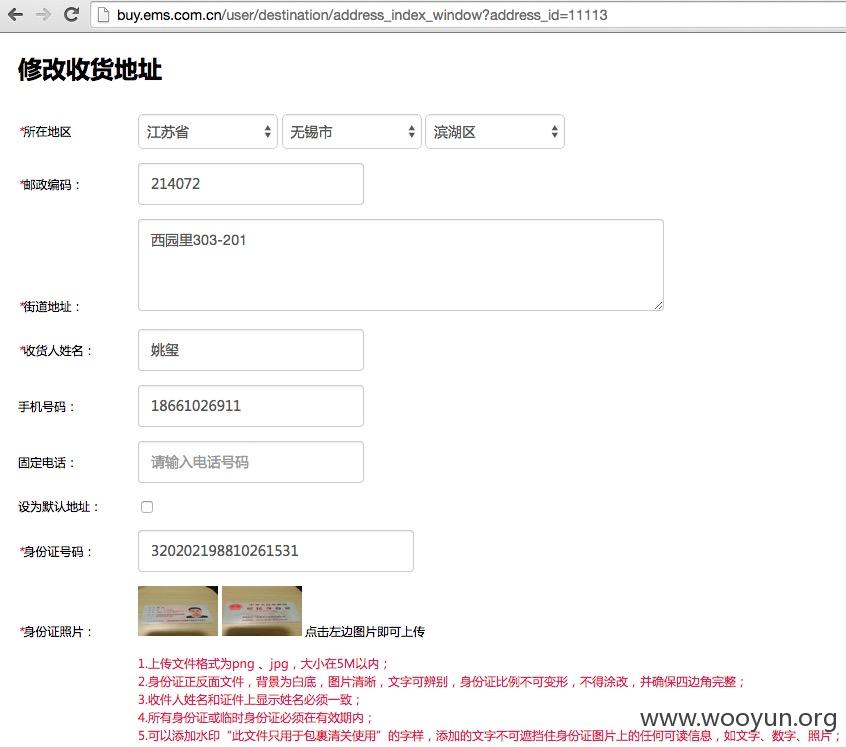 buy.ems.com.cn/user/destination/address_index_window?address_id=11113
修改收货地址
*所在地区 江苏省 无锡市 滨湖区
*邮政编码： 214072
西园里303-201
*街道地址：
*收货人姓名： 姚玺
手机号码： 18661026911
固定电话： 请输入电话号码
设为默认地址：
*身份证号码： 320202198810261531
*身份证照片： 点击左边图片即可上传
1.上传文件格式为png 、jpg，大小在5M以内；
2.身份证正反面文件，背景为白底，图片清晰，文字可辨别，身份证比例不可变形，不得涂改，并确保四边角完整；
3.收件人姓名和证件上显示姓名必须一致；
4.所有身份证或临时身份证必须在有效期内；
5.可以添加水印“此文件只用于包裹清关使用”的字样，添加的文字不可遮挡住身份证图片上的任何可读信息，如文字、数字、照片；
www.wooyun.org